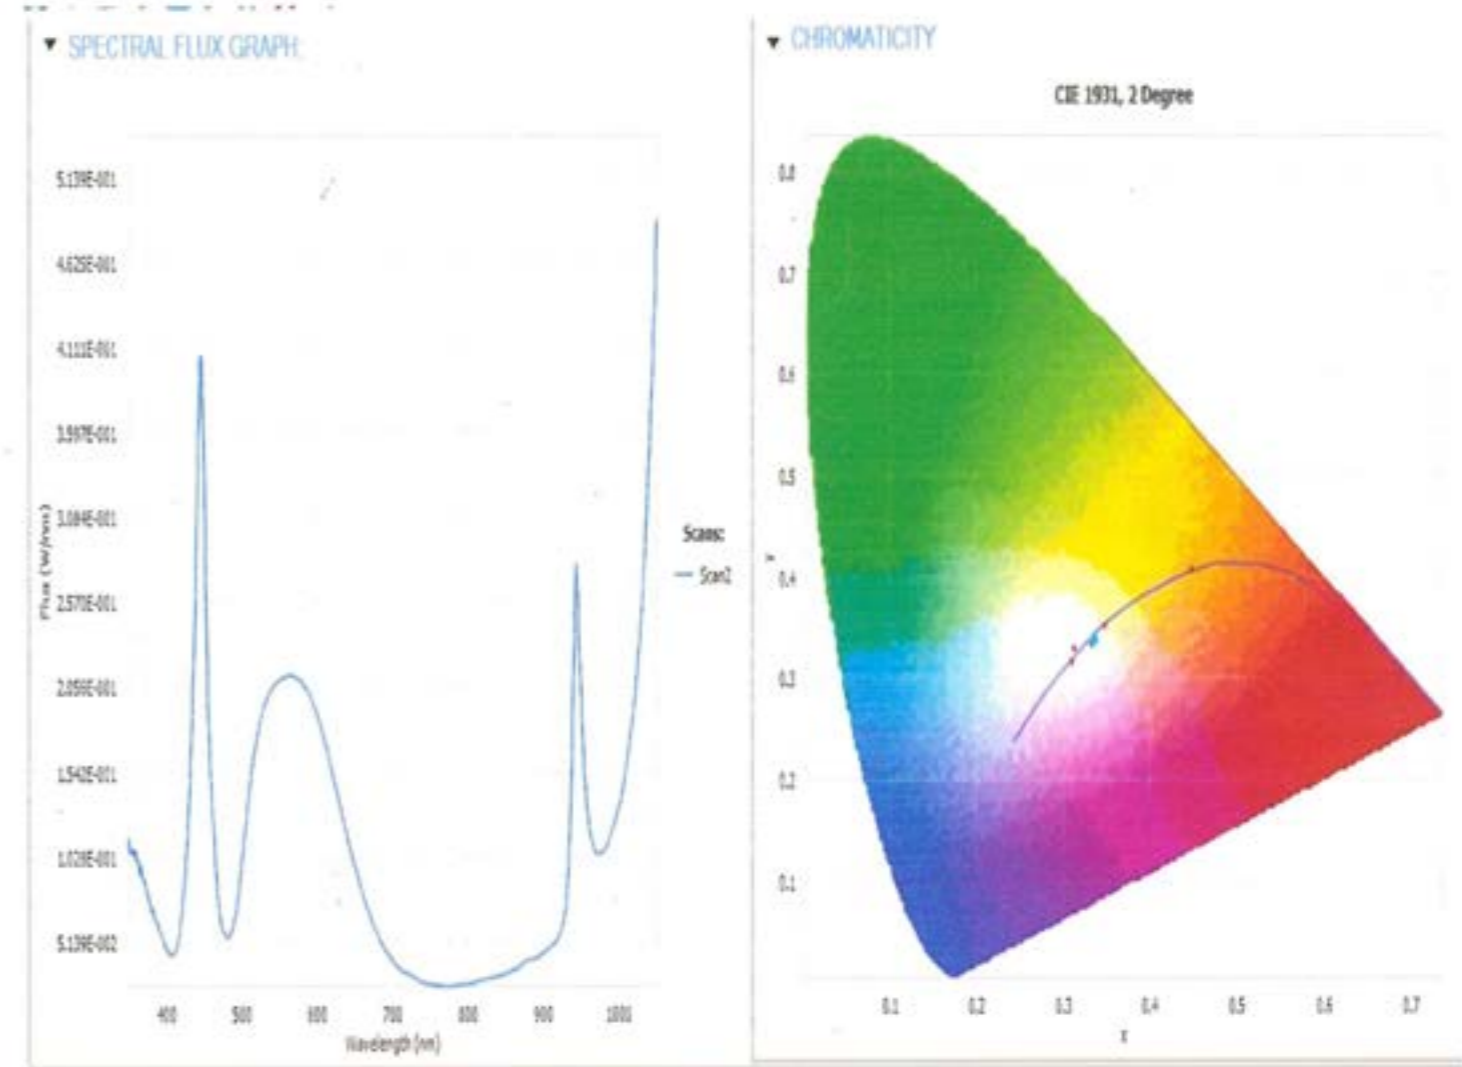 ▼ SPECTRAL FLUX GRAPH:
5.139E-001
4.625E-001
4.111E-001
3.597E-001
3.084E-001
2.570E-001
2.056E-001
1.542E-001
1.028E-001
5.139E-002
Flux (W/nm)
400 500 600 700 800 900 1000
Wavelength (nm)
Scans:
Scan2
▼ CHROMATICITY
CIE 1931, 2 Degree
0.8
0.7
0.6
0.5
0.4
0.3
0.2
0.1
Y
0.1 0.2 0.3 0.4 0.5 0.6 0.7
X